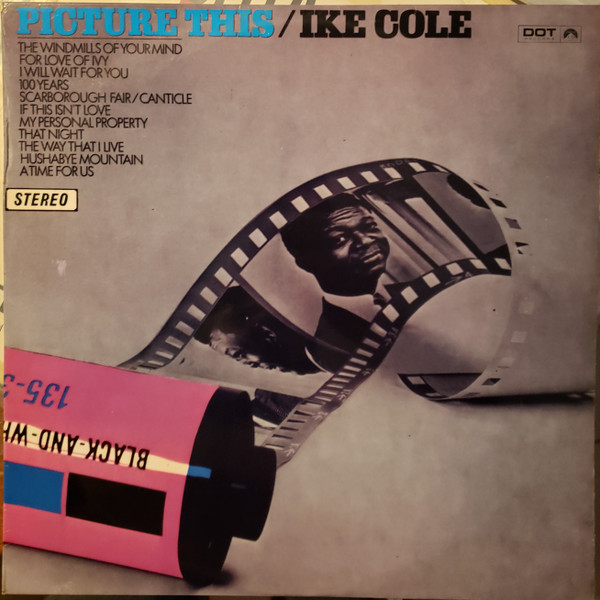 PICTURE THIS / IKE COLE
DOT
THE WINDMILLS OF YOUR MIND
FOR LOVE OF IVY
I WILL WAIT FOR YOU
100 YEARS
SCARBOROUGH FAIR/CANTICLE
IF THIS ISN'T LOVE
MY PERSONAL PROPERTY
THAT NIGHT
THE WAY THAT I LIVE
HUSHABYE MOUNTAIN
A TIME FOR US
STEREO
135-3
BLACK-AND-WH